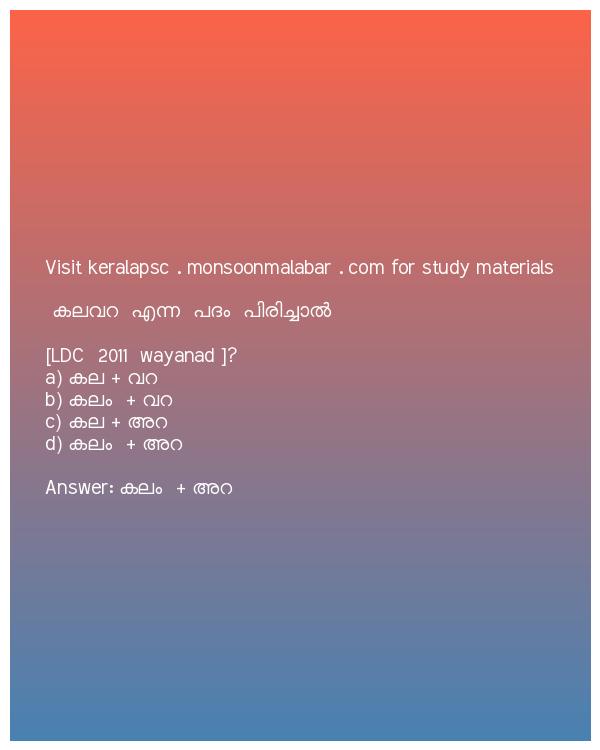 Visit keralapsc . monsoonmalabar . com for study materials
കലവറ എന്ന പദം പിരിച്ചാൽ
[LDC 2011 wayanad ]?
a) കല + വറ
b) കലം + വറ
c) കല + അറ
d) കലം + അറ
Answer: കലം + അറ